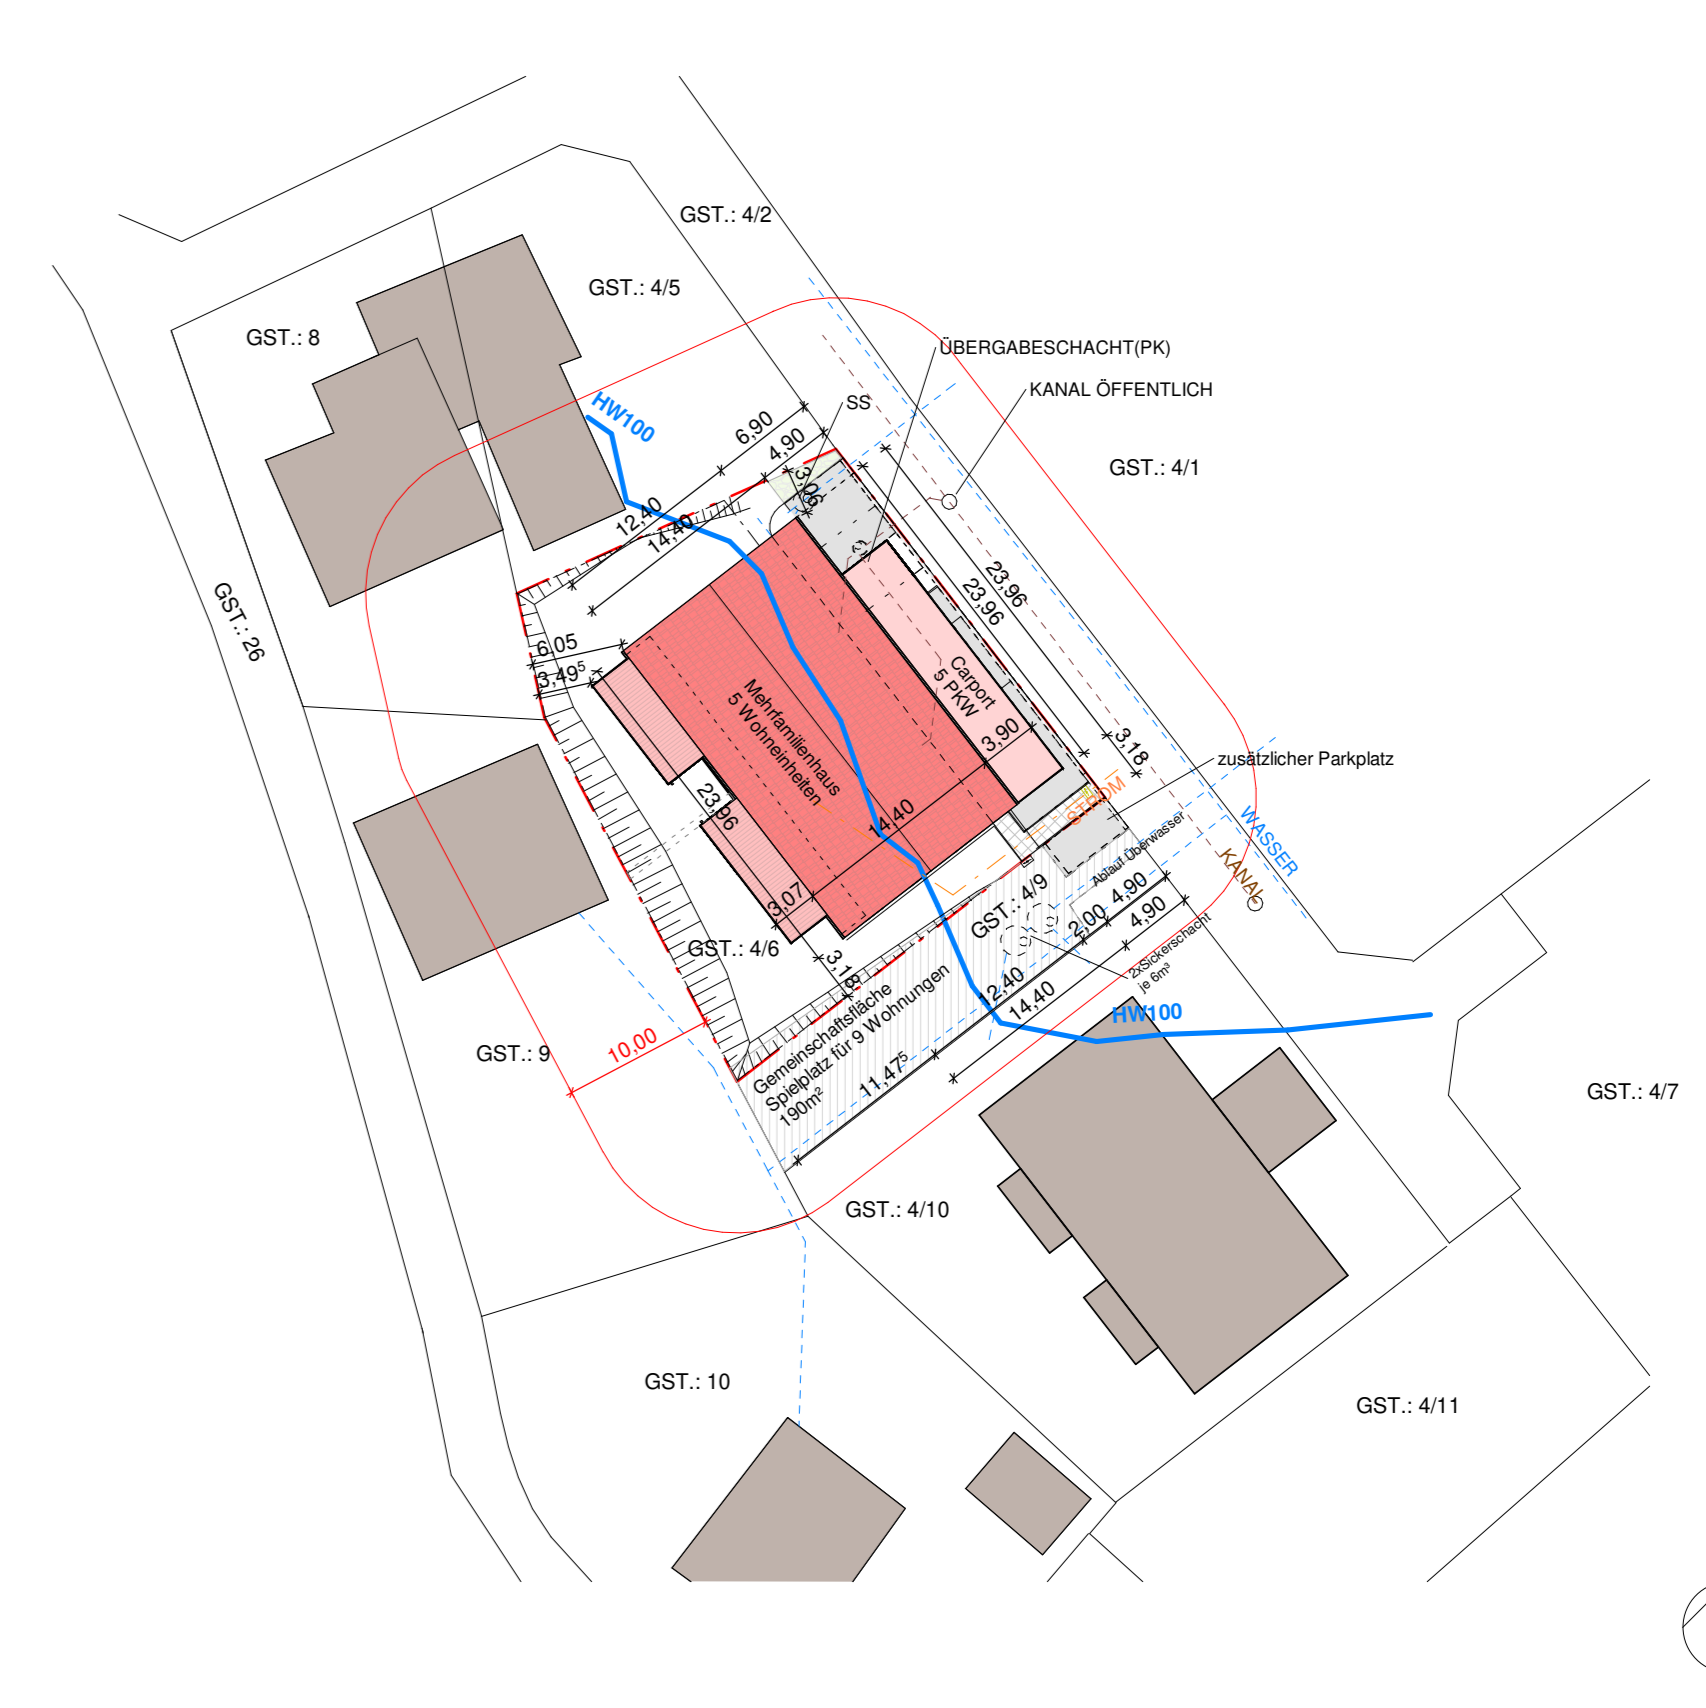 GST.: 4/2
GST.: 4/5
GST.: 8
ÜBERGABESCHACHT(PK)
KANAL ÖFFENTLICH
HW100
SS
6,90
4,90
GST.: 4/1
3,06
12,40
14,40
GST.: 26
23,96
23,96
6,05
3,49⁵
Carport
5 PKW
Mehrfamilienhaus
5 Wohneinheiten
3,90
3,18
zusätzlicher Parkplatz
STROM
23,96
14,40
WASSER
KANAL
Ablauf Überwasser
GST.: 4/9
3,07
4,90
2,00
4,90
GST.: 4/6
3,18
2xSickerschacht
je 6m³
12,40
14,40
HW100
Gemeinschaftsfläche
Spielplatz für 9 Wohnungen
190m²
11,47⁵
10,00
GST.: 9
GST.: 4/7
GST.: 4/10
GST.: 10
GST.: 4/11